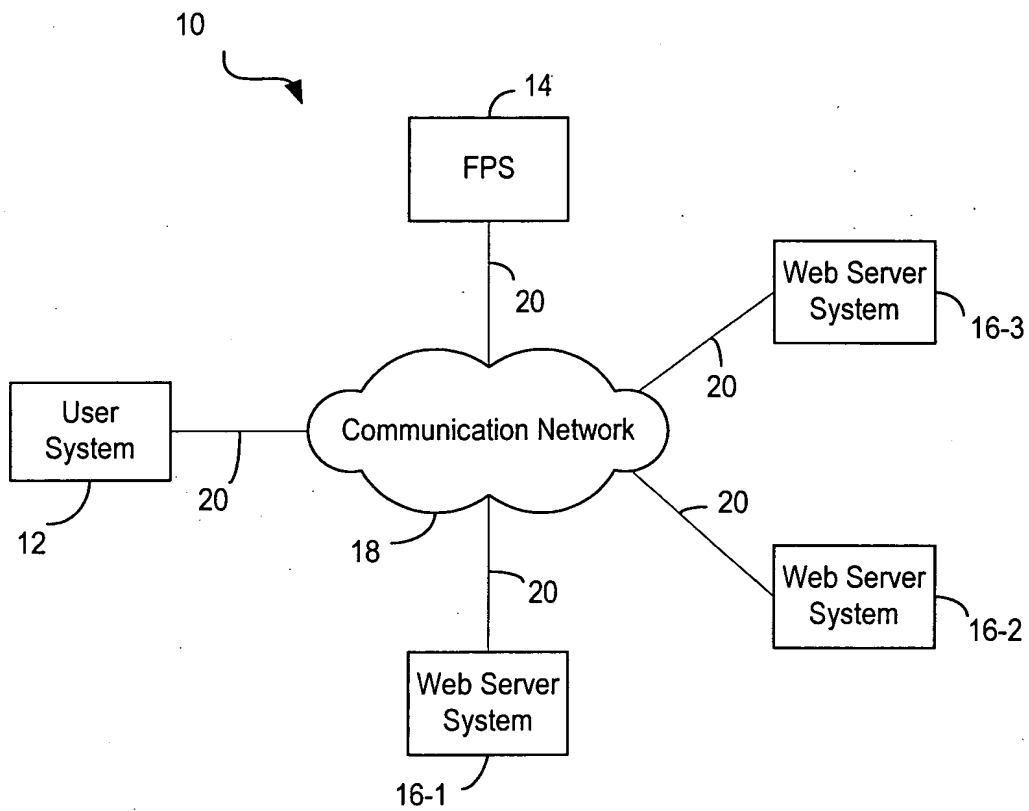 10
14
FPS
20
Web Server
System
16-3
20
User
System
20
12
Communication Network
18
20
Web Server
System
16-2
20
Web Server
System
16-1